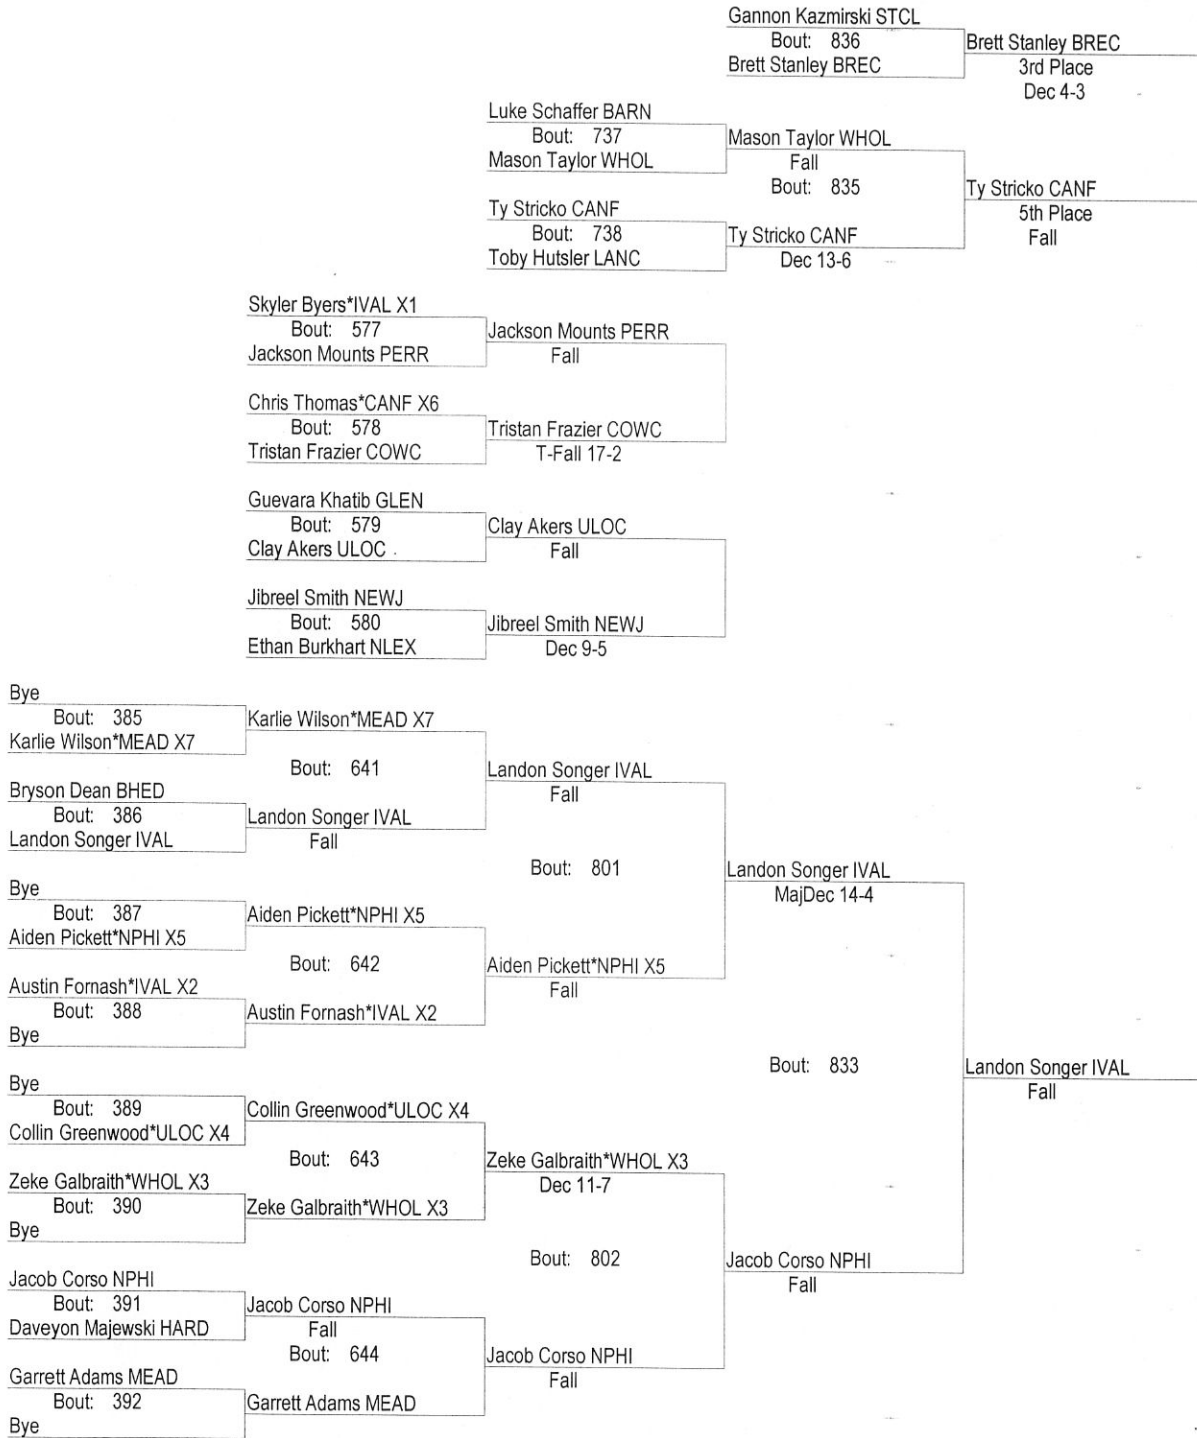 Gannon Kazmirski STCL
Bout: 836
Brett Stanley BREC
Brett Stanley BREC
3rd Place
Dec 4-3
Luke Schaffer BARN
Bout: 737
Mason Taylor WHOL
Mason Taylor WHOL
Fall
Bout: 835
Ty Stricko CANF
5th Place
Fall
Ty Stricko CANF
Bout: 738
Toby Hutsler LANC
Ty Stricko CANF
Dec 13-6
Skyler Byers*IVAL X1
Bout: 577
Jackson Mounts PERR
Jackson Mounts PERR
Fall
Chris Thomas*CANF X6
Bout: 578
Tristan Frazier COWC
Tristan Frazier COWC
T-Fall 17-2
Guevara Khatib GLEN
Bout: 579
Clay Akers ULOC
Clay Akers ULOC
Fall
Jibreel Smith NEWJ
Bout: 580
Ethan Burkhart NLEX
Jibreel Smith NEWJ
Dec 9-5
Bye
Bout: 385
Karlie Wilson*MEAD X7
Karlie Wilson*MEAD X7
Bout: 641
Landon Songer IVAL
Fall
Bryson Dean BHED
Bout: 386
Landon Songer IVAL
Landon Songer IVAL
Fall
Bout: 801
Landon Songer IVAL
MajDec 14-4
Bye
Bout: 387
Aiden Pickett*NPHI X5
Aiden Pickett*NPHI X5
Bout: 642
Aiden Pickett*NPHI X5
Fall
Austin Fornash*IVAL X2
Bout: 388
Bye
Austin Fornash*IVAL X2
Bout: 833
Landon Songer IVAL
Fall
Bye
Bout: 389
Collin Greenwood*ULOC X4
Collin Greenwood*ULOC X4
Bout: 643
Zeke Galbraith*WHOL X3
Dec 11-7
Zeke Galbraith*WHOL X3
Bout: 390
Bye
Zeke Galbraith*WHOL X3
Bout: 802
Jacob Corso NPHI
Fall
Jacob Corso NPHI
Bout: 391
Daveyon Majewski HARD
Jacob Corso NPHI
Fall
Bout: 644
Jacob Corso NPHI
Fall
Garrett Adams MEAD
Bout: 392
Bye
Garrett Adams MEAD